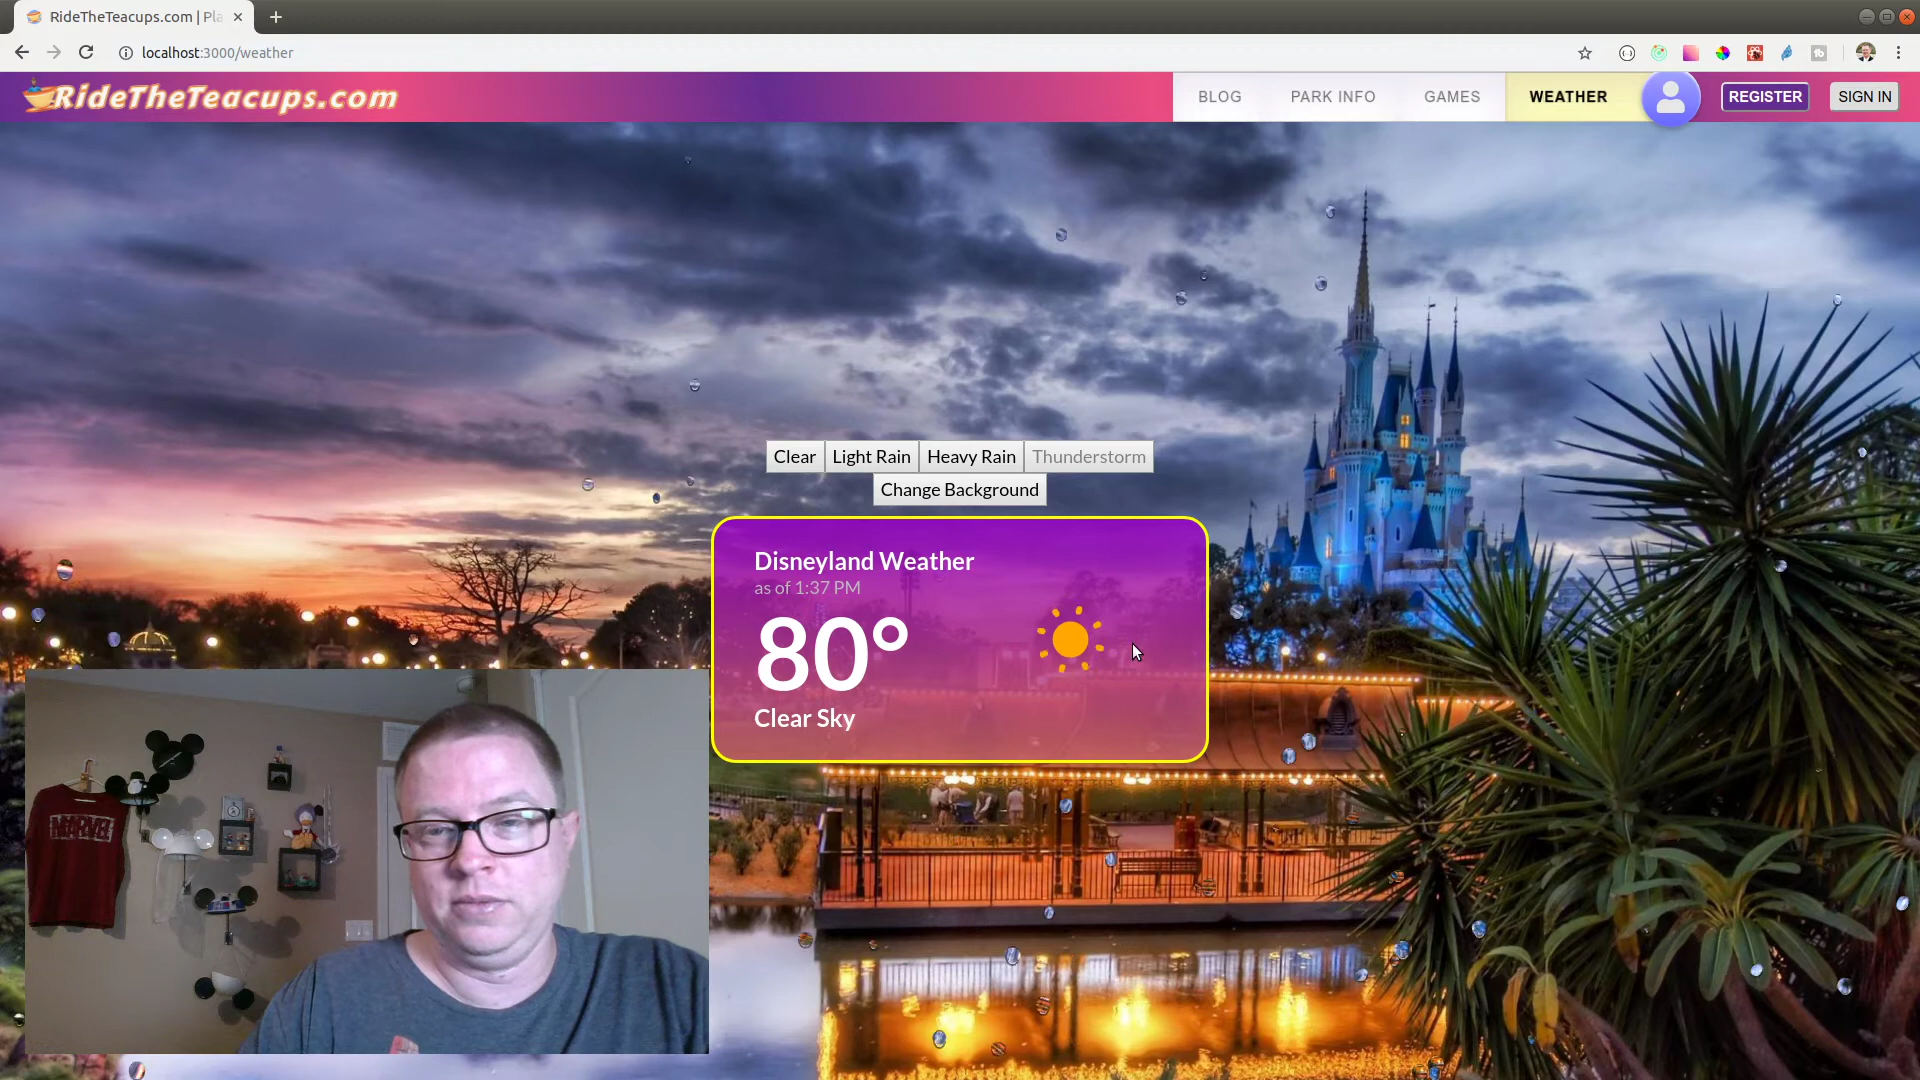 RideTheTeacups.com | Pla
localhost:3000/weather
RideTheTeacups.com
BLOG
PARK INFO
GAMES
WEATHER
REGISTER
SIGN IN
Clear
Light Rain
Heavy Rain
Thunderstorm
Change Background
Disneyland Weather
as of 1:37 PM
80°
Clear Sky
MARVEL